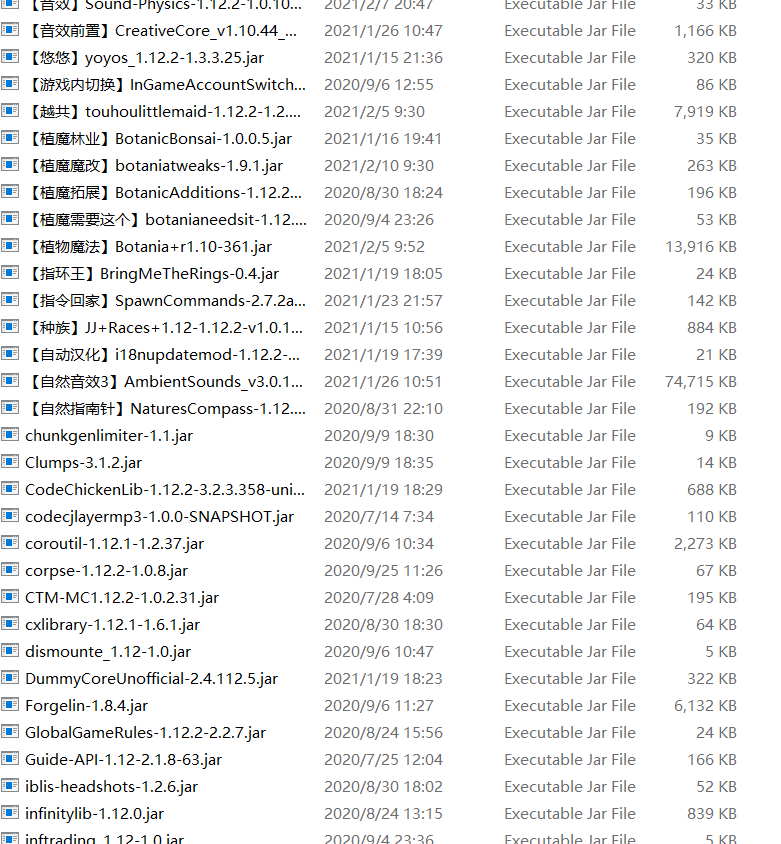 【音效】Sound-Physics-1.12.2-1.0.10... 2021/2/7 20:47 Executable Jar File 33 KB
【音效前置】CreativeCore_v1.10.44_... 2021/1/26 10:47 Executable Jar File 1,166 KB
【悠悠】yoyos_1.12.2-1.3.3.25.jar 2021/1/15 21:36 Executable Jar File 320 KB
【游戏内切换】InGameAccountSwitch... 2020/9/6 12:55 Executable Jar File 86 KB
【越共】touhoulittlemaid-1.12.2-1.2.... 2021/2/5 9:30 Executable Jar File 7,919 KB
【植魔林业】BotanicBonsai-1.0.0.5.jar 2021/1/16 19:41 Executable Jar File 35 KB
【植魔魔改】botaniatweaks-1.9.1.jar 2021/2/10 9:30 Executable Jar File 263 KB
【植魔拓展】BotanicAdditions-1.12.2... 2020/8/30 18:24 Executable Jar File 196 KB
【植魔需要这个】botanianeedsit-1.12.... 2020/9/4 23:26 Executable Jar File 53 KB
【植物魔法】Botania+r1.10-361.jar 2021/2/5 9:52 Executable Jar File 13,916 KB
【指环王】BringMeTheRings-0.4.jar 2021/1/19 18:05 Executable Jar File 24 KB
【指令回家】SpawnCommands-2.7.2a... 2021/1/23 21:57 Executable Jar File 142 KB
【种族】JJ+Races+1.12-1.12.2-v1.0.1... 2021/1/15 10:56 Executable Jar File 884 KB
【自动汉化】i18nupdatemod-1.12.2-... 2021/1/19 17:39 Executable Jar File 21 KB
【自然音效3】AmbientSounds_v3.0.1... 2021/1/26 10:51 Executable Jar File 74,715 KB
【自然指南针】NaturesCompass-1.12.... 2020/8/31 22:10 Executable Jar File 192 KB
chunkgenlimiter-1.1.jar 2020/9/9 18:30 Executable Jar File 9 KB
Clumps-3.1.2.jar 2020/9/9 18:35 Executable Jar File 14 KB
CodeChickenLib-1.12.2-3.2.3.358-uni... 2021/1/19 18:29 Executable Jar File 688 KB
codecjlayermp3-1.0.0-SNAPSHOT.jar 2020/7/14 7:34 Executable Jar File 110 KB
coroutil-1.12.1-1.2.37.jar 2020/9/6 10:34 Executable Jar File 2,273 KB
corpse-1.12.2-1.0.8.jar 2020/9/25 11:26 Executable Jar File 67 KB
CTM-MC1.12.2-1.0.2.31.jar 2020/7/28 4:09 Executable Jar File 195 KB
cxlibrary-1.12.1-1.6.1.jar 2020/8/30 18:30 Executable Jar File 64 KB
dismounte_1.12-1.0.jar 2020/9/6 10:47 Executable Jar File 5 KB
DummyCoreUnofficial-2.4.112.5.jar 2021/1/19 18:23 Executable Jar File 322 KB
Forgelin-1.8.4.jar 2020/9/6 11:27 Executable Jar File 6,132 KB
GlobalGameRules-1.12.2-2.2.7.jar 2020/8/24 15:56 Executable Jar File 24 KB
Guide-API-1.12-2.1.8-63.jar 2020/7/25 12:04 Executable Jar File 166 KB
iblis-headshots-1.2.6.jar 2020/8/30 18:02 Executable Jar File 52 KB
infinitylib-1.12.0.jar 2020/8/24 13:15 Executable Jar File 839 KB
inftrading_1.12-1.0.jar 2020/9/4 23:36 Executable Jar File 5 KB